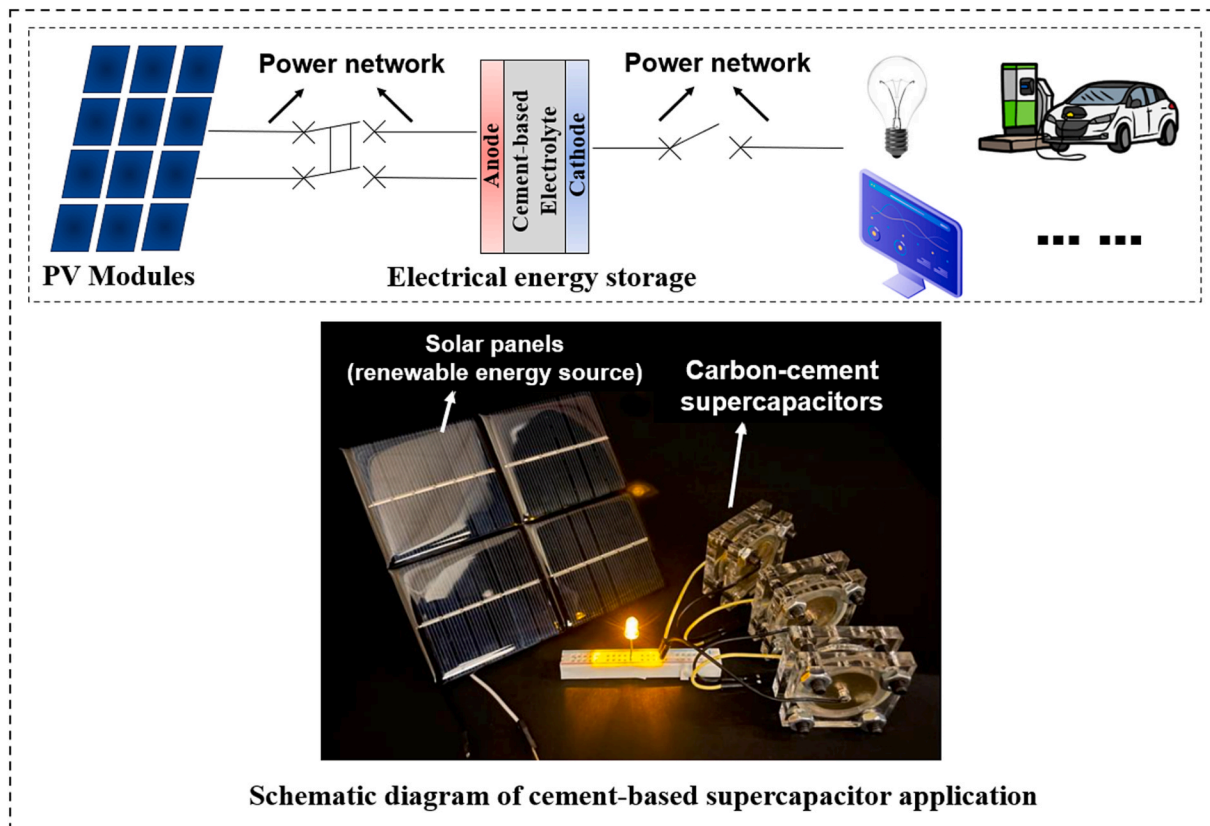 Power network
Power network
Anode
Cement-based
Electrolyte
Cathode
PV Modules
Electrical energy storage
... ...
Solar panels
(renewable energy source)
Carbon-cement
supercapacitors
Schematic diagram of cement-based supercapacitor application